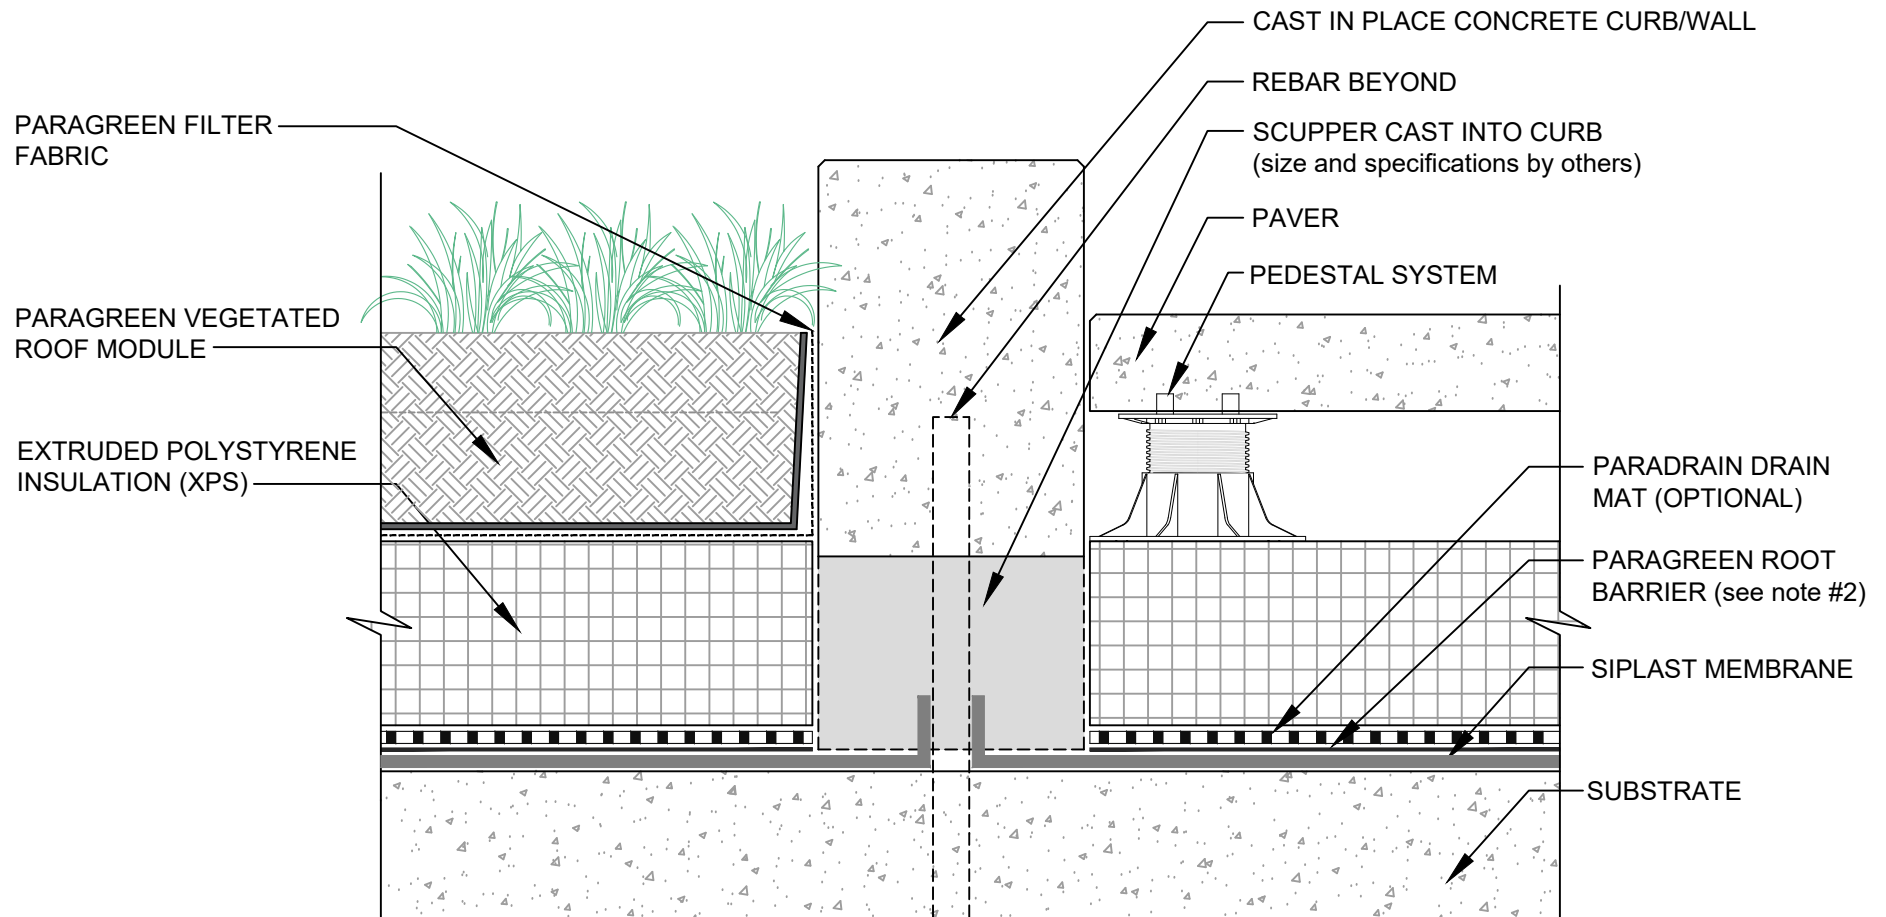 CAST IN PLACE CONCRETE CURB/WALL
REBAR BEYOND
SCUPPER CAST INTO CURB
(size and specifications by others)
PAVER
PEDESTAL SYSTEM
PARAGREEN FILTER
FABRIC
PARAGREEN VEGETATED
ROOF MODULE
EXTRUDED POLYSTYRENE
INSULATION (XPS)
PARADRAIN DRAIN
MAT (OPTIONAL)
PARAGREEN ROOT
BARRIER (see note #2)
SIPLAST MEMBRANE
SUBSTRATE